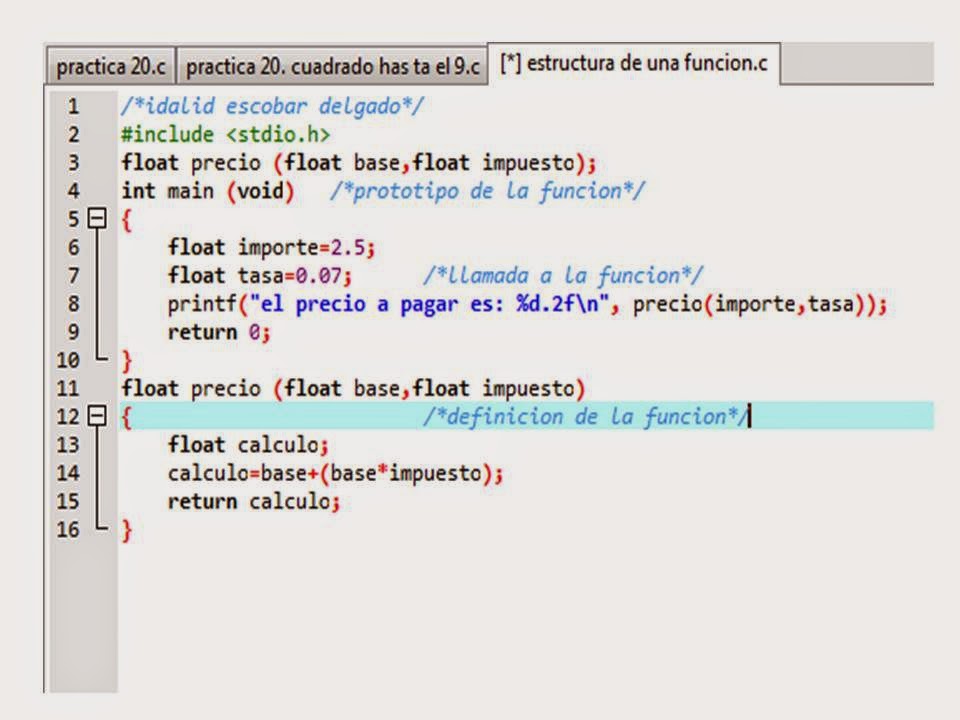 practica 20.c practica 20. cuadrado has ta el 9.c [*] estructura de una funcion.c
1 /*idalid escobar delgado*/
2 #include <stdio.h>
3 float precio (float base,float impuesto);
4 int main (void) /*prototipo de la funcion*/
5 {
6 float importe=2.5;
7 float tasa=0.07; /*llamada a la funcion*/
8 printf("el precio a pagar es: %d.2f\n", precio(importe,tasa));
9 return 0;
10 }
11 float precio (float base,float impuesto)
12 { /*definicion de la funcion*/
13 float calculo;
14 calculo=base+(base*impuesto);
15 return calculo;
16 }